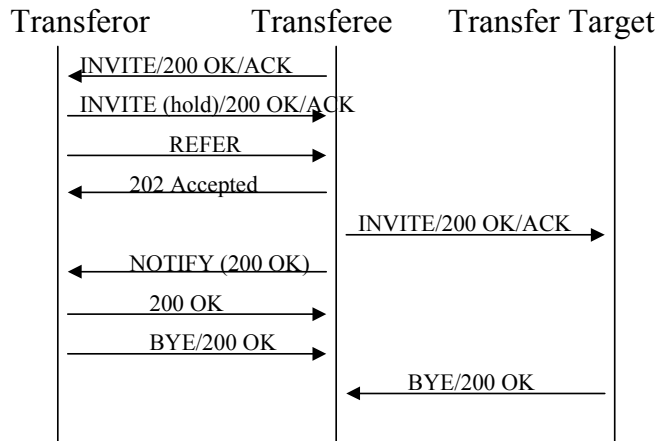 Transferor Transferee Transfer Target
INVITE/200 OK/ACK
INVITE (hold)/200 OK/ACK
REFER
202 Accepted
INVITE/200 OK/ACK
NOTIFY (200 OK)
200 OK
BYE/200 OK
BYE/200 OK